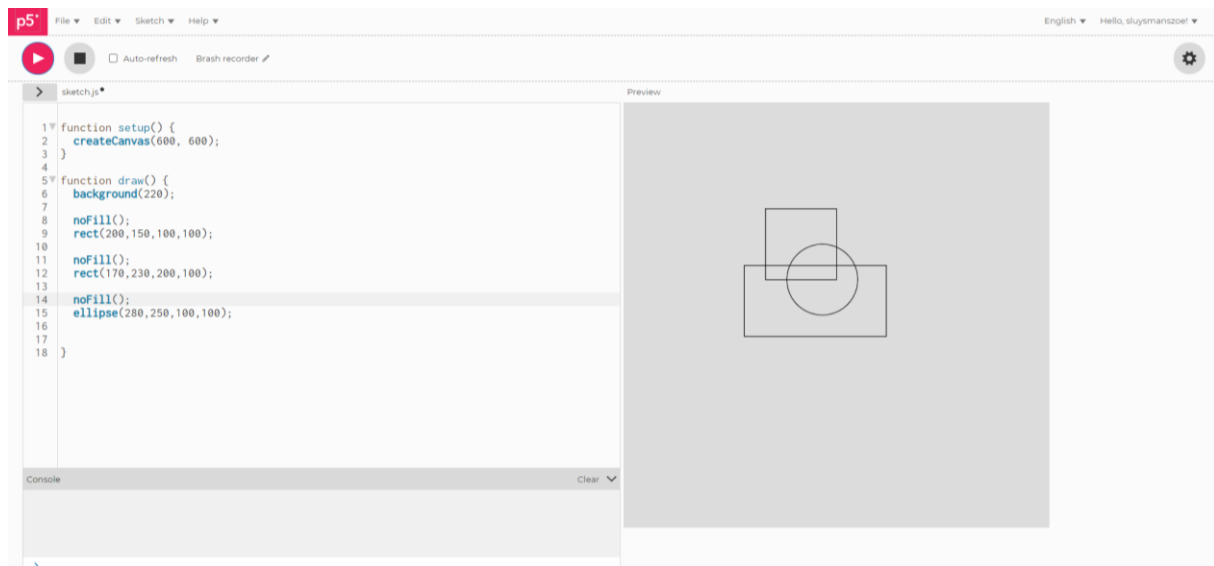 p5* File Edit Sketch Help English Hello, sluysmanszoe!
Auto-refresh Brash recorder
sketch.js
Preview
1 function setup() {
2 createCanvas(600, 600);
3 }
4
5 function draw() {
6 background(220);
7
8 noFill();
9 rect(200,150,100,100);
10
11 noFill();
12 rect(170,230,200,100);
13
14 noFill();
15 ellipse(280,250,100,100);
16
17
18 }
Console Clear